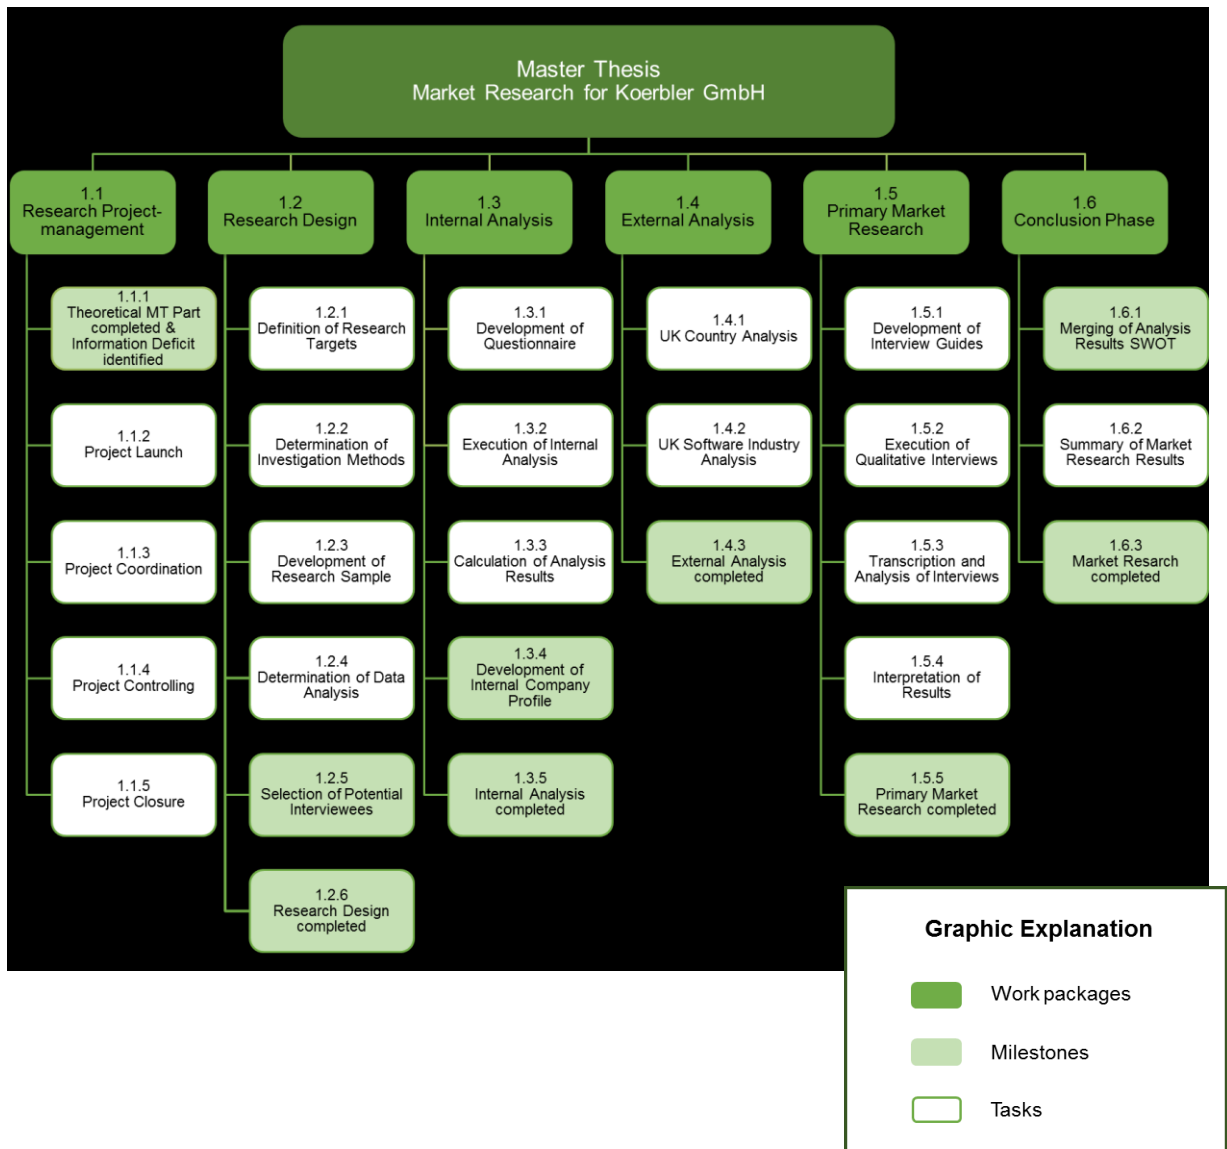 Master Thesis
Market Research for Koerbler GmbH
1.1
Research Project-
management
1.2
Research Design
1.3
Internal Analysis
1.4
External Analysis
1.5
Primary Market
Research
1.6
Conclusion Phase
1.1.1
Theoretical MT Part
completed &
Information Deficit
identified
1.1.2
Project Launch
1.1.3
Project Coordination
1.1.4
Project Controlling
1.1.5
Project Closure
1.2.1
Definition of Research
Targets
1.2.2
Determination of
Investigation Methods
1.2.3
Development of
Research Sample
1.2.4
Determination of Data
Analysis
1.2.5
Selection of Potential
Interviewees
1.2.6
Research Design
completed
1.3.1
Development of
Questionnaire
1.3.2
Execution of Internal
Analysis
1.3.3
Calculation of Analysis
Results
1.3.4
Development of
Internal Company
Profile
1.3.5
Internal Analysis
completed
1.4.1
UK Country Analysis
1.4.2
UK Software Industry
Analysis
1.4.3
External Analysis
completed
1.5.1
Development of
Interview Guides
1.5.2
Execution of
Qualitative Interviews
1.5.3
Transcription and
Analysis of Interviews
1.5.4
Interpretation of
Results
1.5.5
Primary Market
Research completed
1.6.1
Merging of Analysis
Results SWOT
1.6.2
Summary of Market
Research Results
1.6.3
Market Resarch
completed
Graphic Explanation
Work packages
Milestones
Tasks